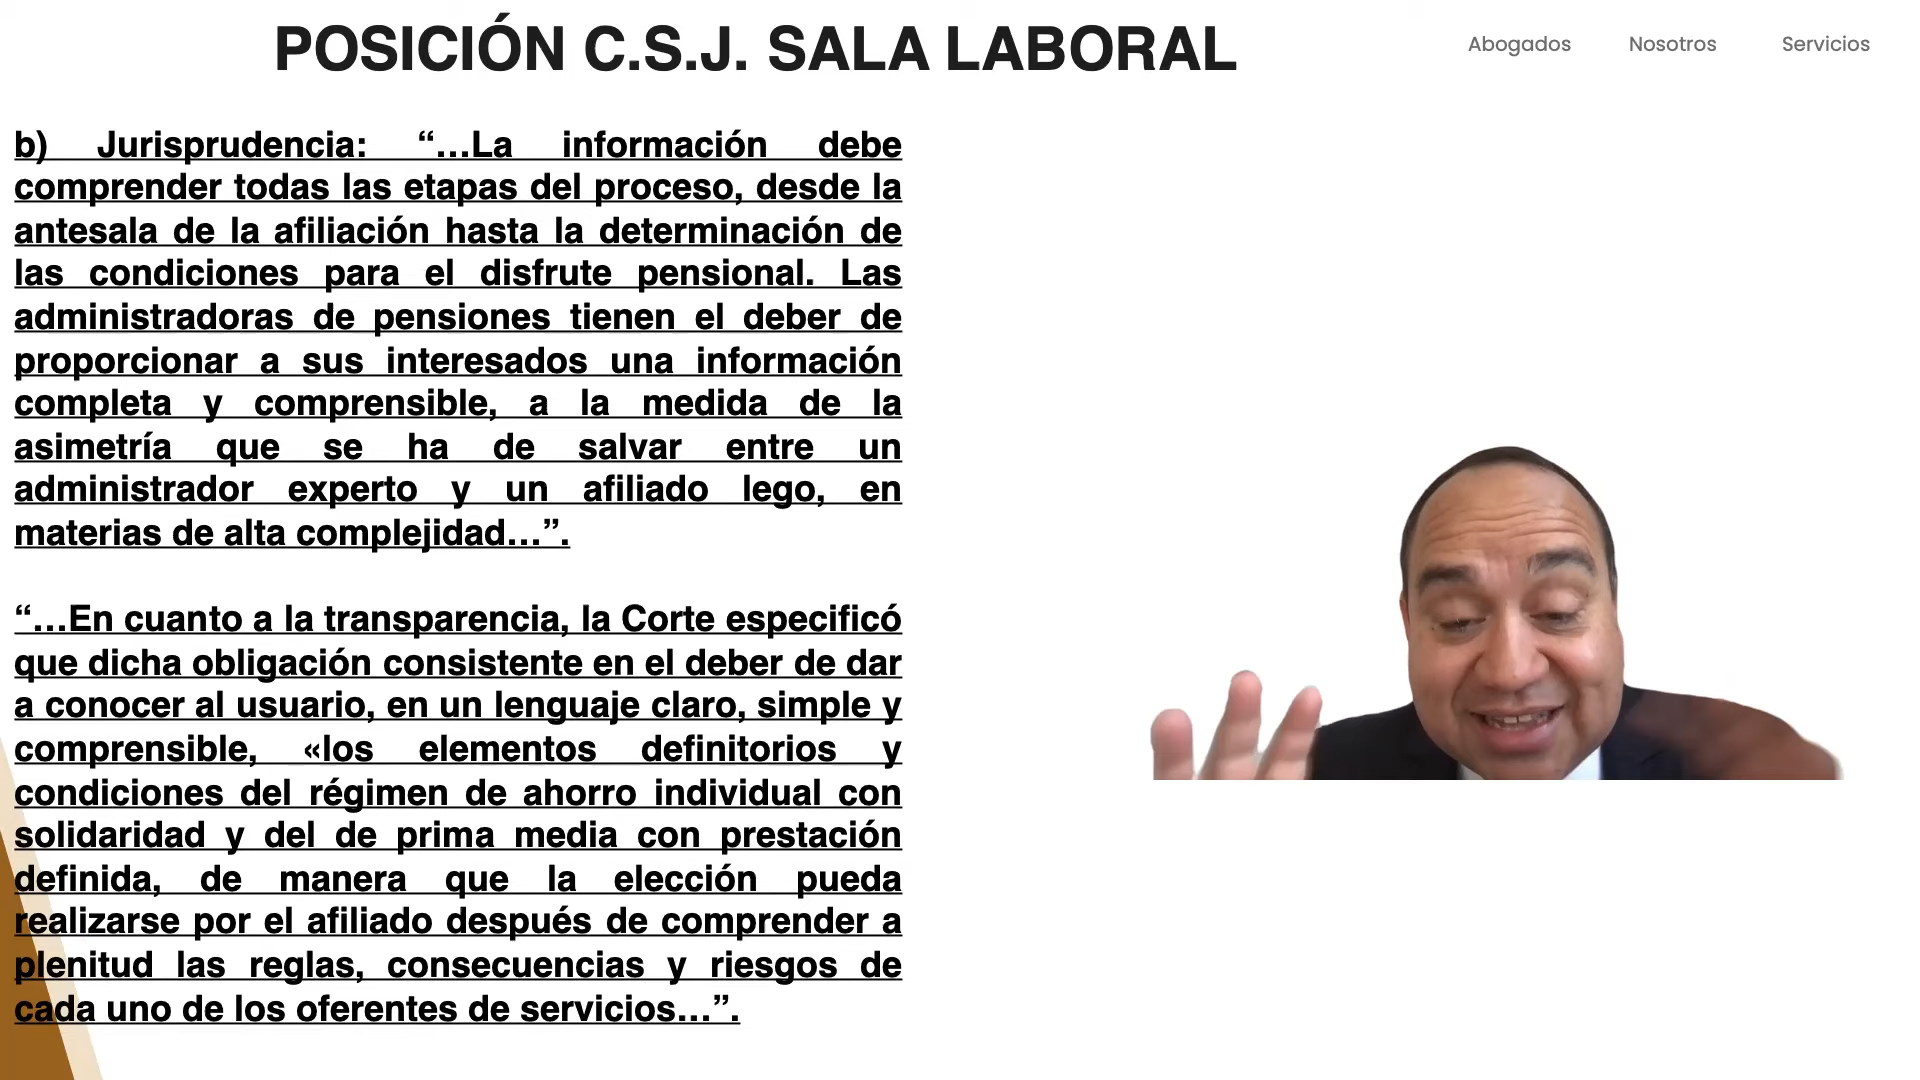 POSICIÓN C.S.J. SALA LABORAL
Abogados Nosotros Servicios
b) Jurisprudencia: “…La información debe
comprender todas las etapas del proceso, desde la
antesala de la afiliación hasta la determinación de
las condiciones para el disfrute pensional. Las
administradoras de pensiones tienen el deber de
proporcionar a sus interesados una información
completa y comprensible, a la medida de la
asimetría que se ha de salvar entre un
administrador experto y un afiliado lego, en
materias de alta complejidad…”.
“…En cuanto a la transparencia, la Corte especificó
que dicha obligación consistente en el deber de dar
a conocer al usuario, en un lenguaje claro, simple y
comprensible, «los elementos definitorios y
condiciones del régimen de ahorro individual con
solidaridad y del de prima media con prestación
definida, de manera que la elección pueda
realizarse por el afiliado después de comprender a
plenitud las reglas, consecuencias y riesgos de
cada uno de los oferentes de servicios…”.